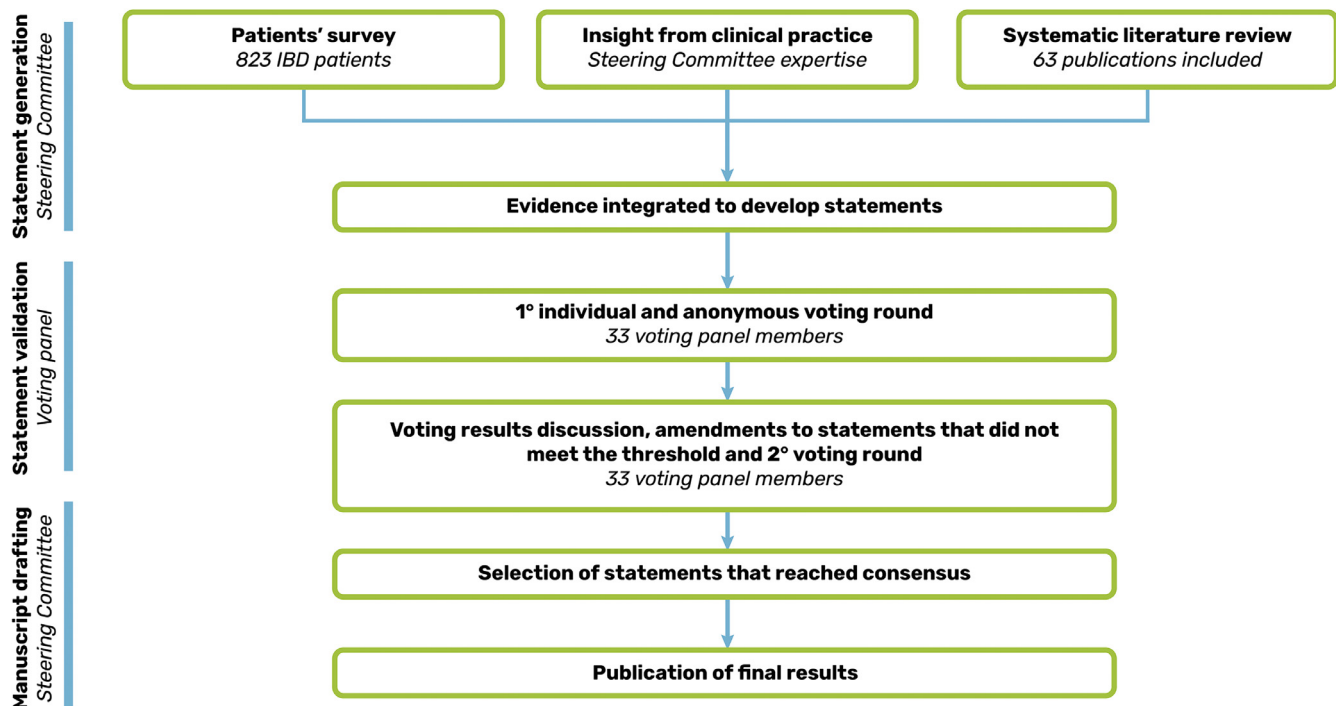 Statement generation
Steering Committee
Patients' survey
823 IBD patients
Insight from clinical practice
Steering Committee expertise
Systematic literature review
63 publications included
Evidence integrated to develop statements
Statement validation
Voting panel
1° individual and anonymous voting round
33 voting panel members
Voting results discussion, amendments to statements that did not
meet the threshold and 2° voting round
33 voting panel members
Manuscript drafting
Steering Committee
Selection of statements that reached consensus
Publication of final results